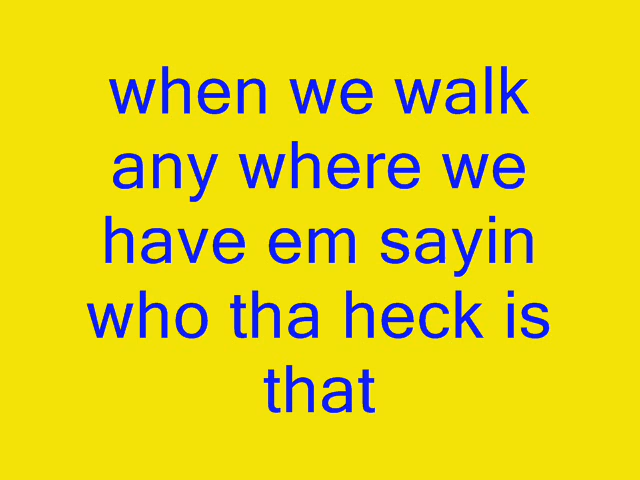 when we walk
any where we
have em sayin
who tha heck is
that